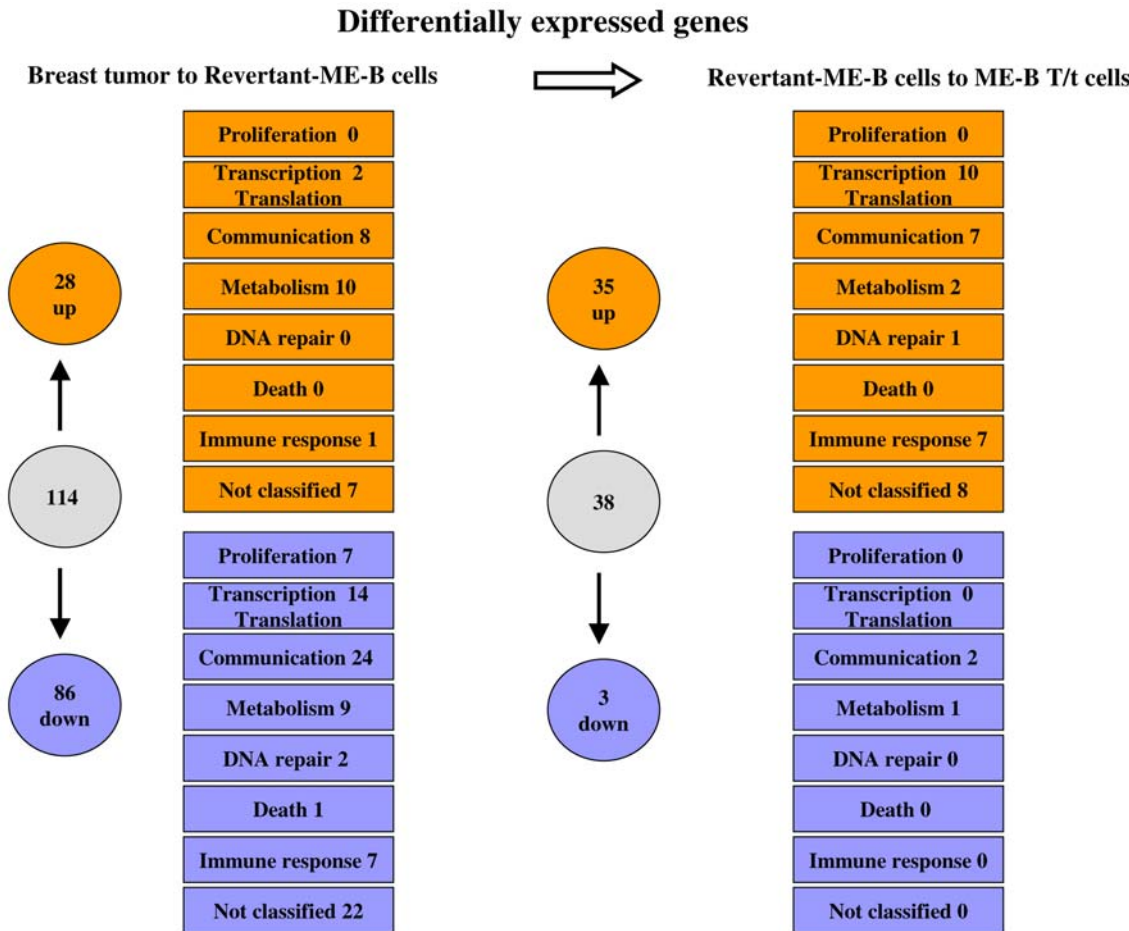 Differentially expressed genes
Breast tumor to Revertant-ME-B cells
Revertant-ME-B cells to ME-B T/t cells
28
up
114
86
down
Proliferation 0
Transcription 2
Translation
Communication 8
Metabolism 10
DNA repair 0
Death 0
Immune response 1
Not classified 7
Proliferation 7
Transcription 14
Translation
Communication 24
Metabolism 9
DNA repair 2
Death 1
Immune response 7
Not classified 22
35
up
38
3
down
Proliferation 0
Transcription 10
Translation
Communication 7
Metabolism 2
DNA repair 1
Death 0
Immune response 7
Not classified 8
Proliferation 0
Transcription 0
Translation
Communication 2
Metabolism 1
DNA repair 0
Death 0
Immune response 0
Not classified 0